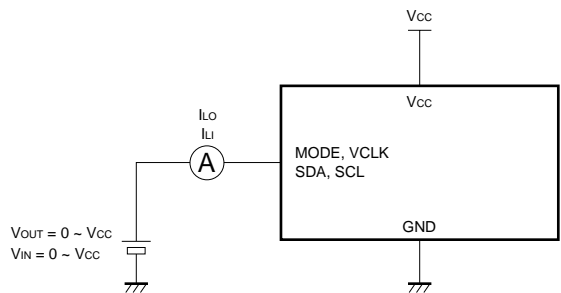 Vcc
Vcc
ILO
ILI
A
MODE, VCLK
SDA, SCL
GND
VOUT = 0 ~ Vcc
VIN = 0 ~ Vcc